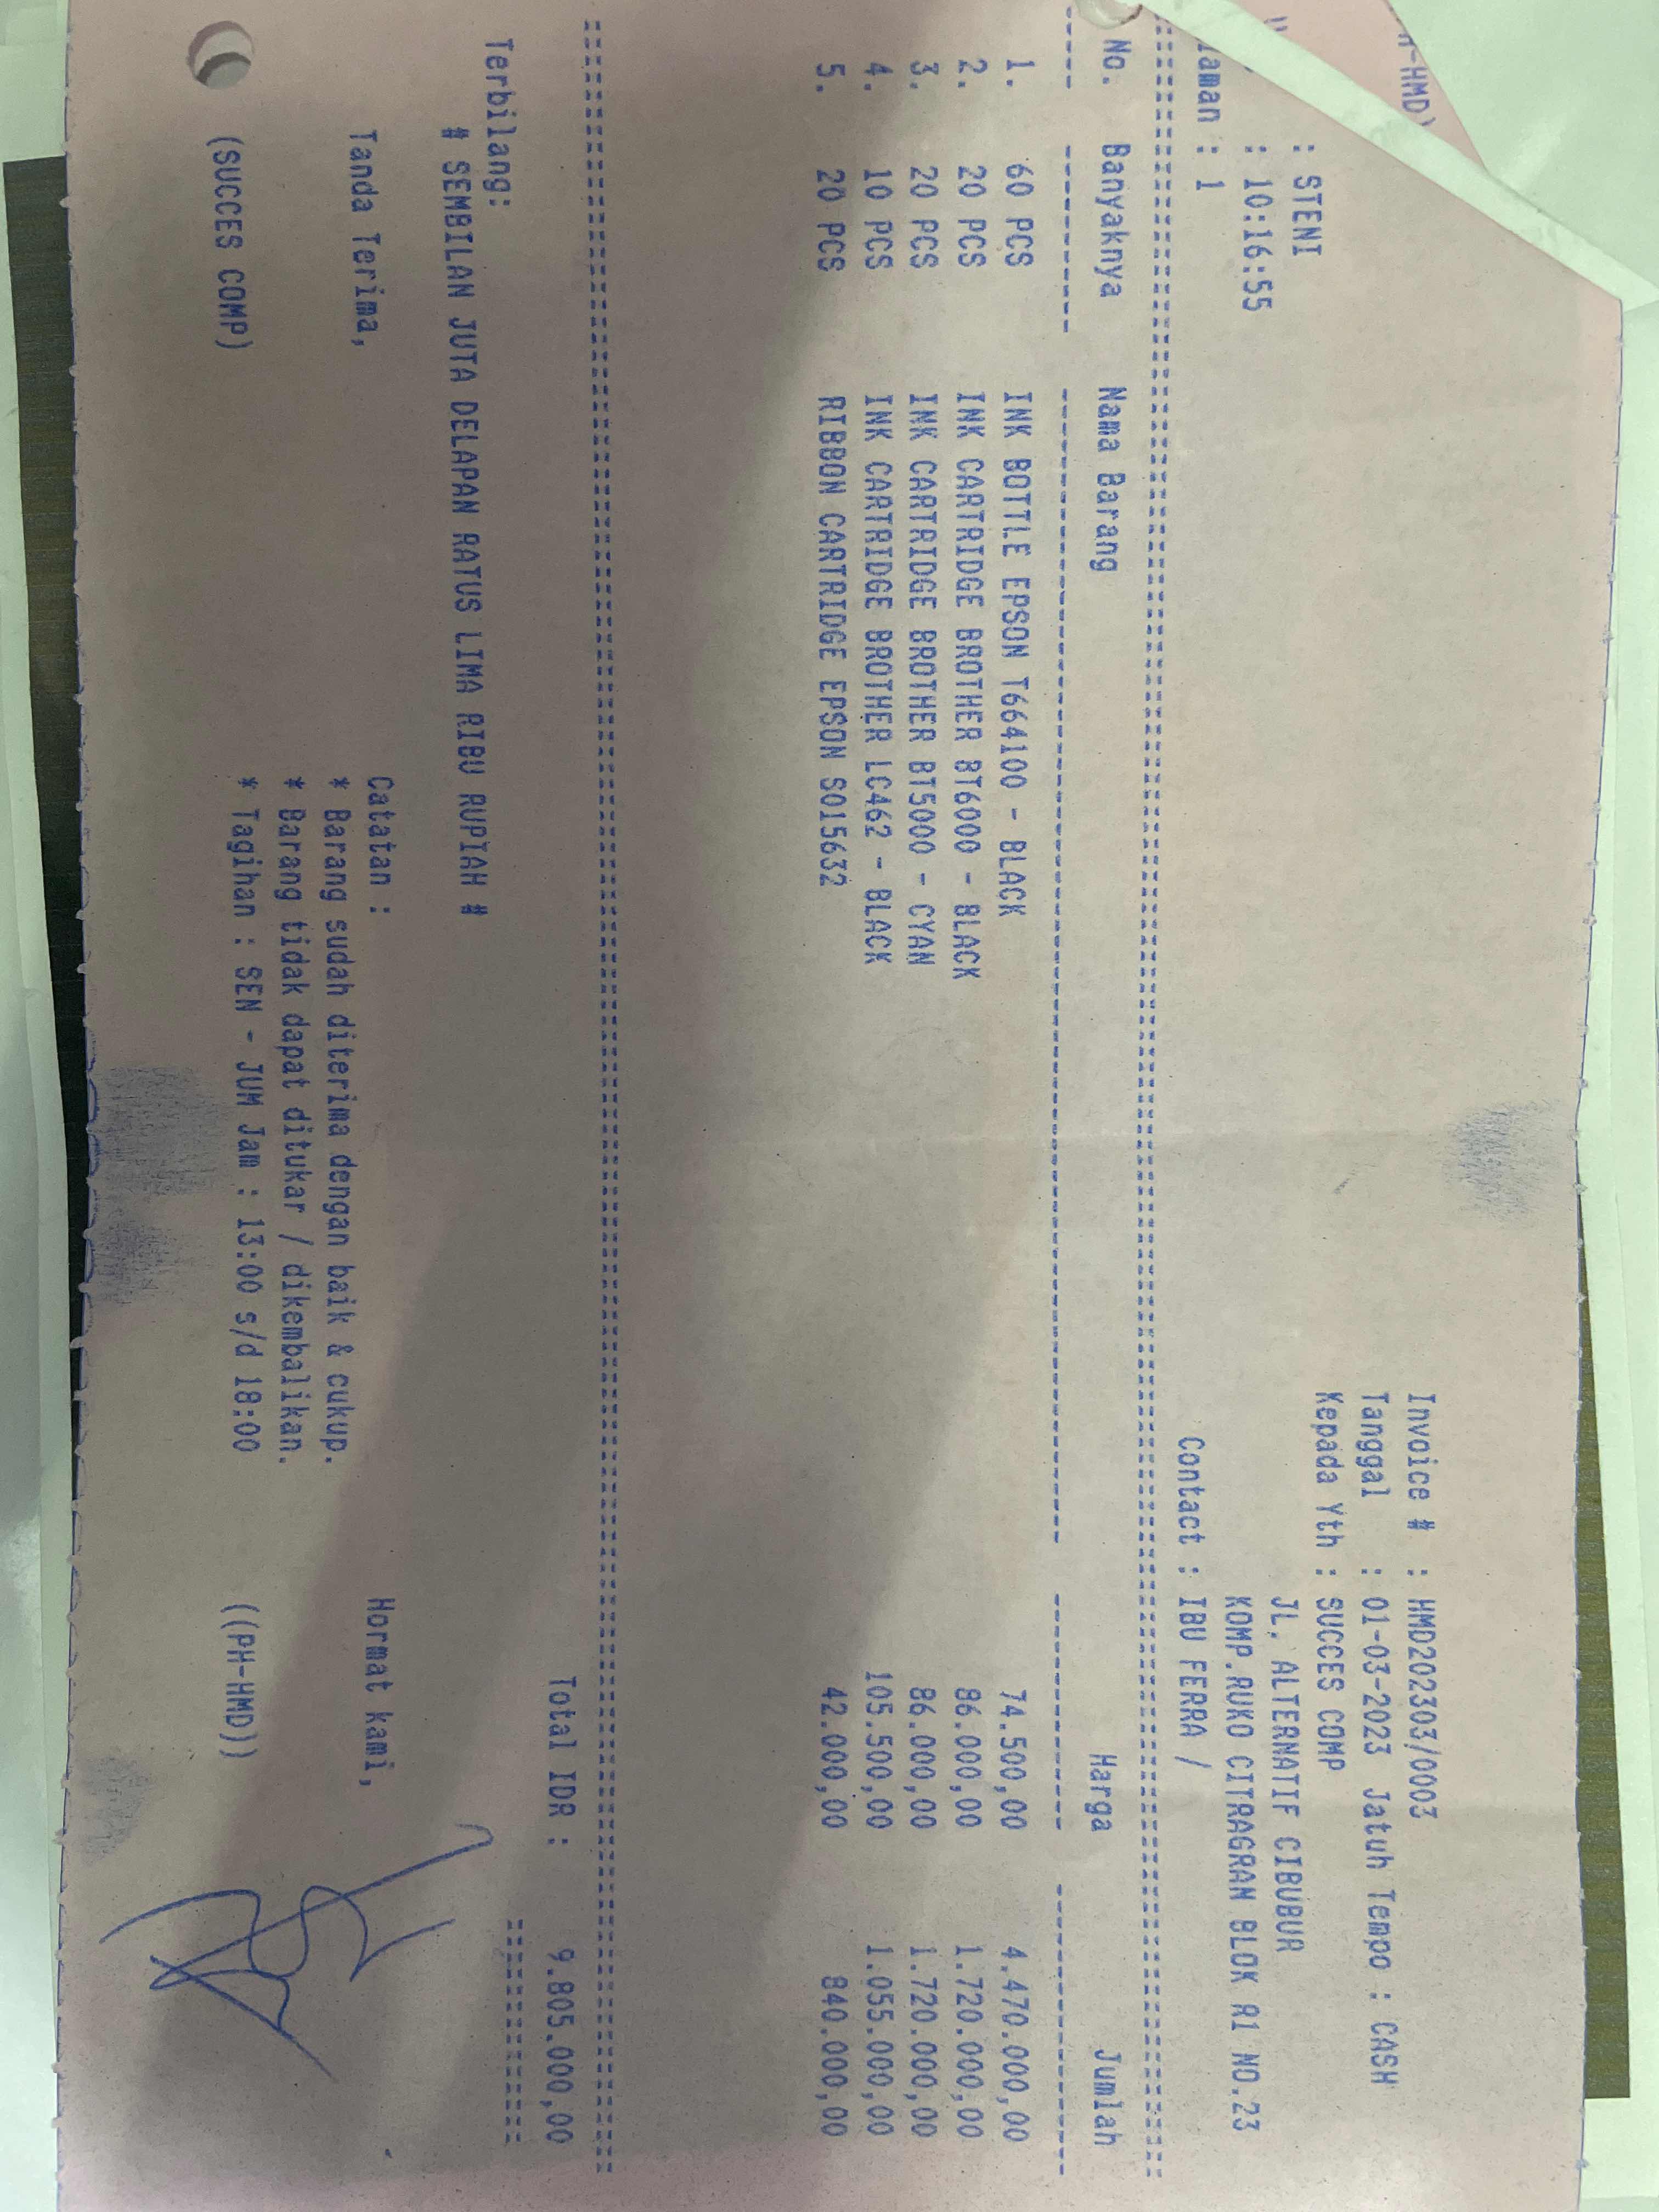 -HMD)
: STENI
: 10:16:55
laman : 1
Invoice # : HMD202303/0003
Tanggal : 01-03-2023 Jatuh Tempo : CASH
Kepada Yth : SUCCES COMP
JL. ALTERNATIF CIBUBUR
KOMP.RUKO CITRAGRAN BLOK R1 NO.23
Contact : IBU FERRA /
No. Banyaknya Nama Barang Harga Jumlah
1. 60 PCS INK BOTTLE EPSON T664100 - BLACK 74.500,00 4.470.000,00
2. 20 PCS INK CARTRIDGE BROTHER BT6000 - BLACK 86.000,00 1.720.000,00
3. 20 PCS INK CARTRIDGE BROTHER BT5000 - CYAN 86.000,00 1.720.000,00
4. 10 PCS INK CARTRIDGE BROTHER LC462 - BLACK 105.500,00 1.055.000,00
5. 20 PCS RIBBON CARTRIDGE EPSON S015632 42.000,00 840.000,00
Total IDR : 9.805.000,00
Terbilang:
# SEMBILAN JUTA DELAPAN RATUS LIMA RIBU RUPIAH #
Tanda Terima,
(SUCCES COMP)
Catatan :
* Barang sudah diterima dengan baik & cukup.
* Barang tidak dapat ditukar / dikembalikan.
* Tagihan : SEN - JUM Jam : 13:00 s/d 18:00
Hormat kami,
((PH-HMD))